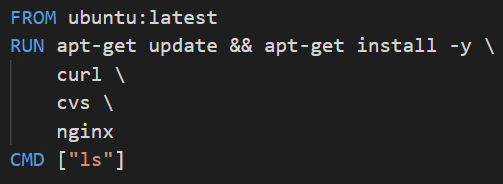 FROM ubuntu:latest
RUN apt-get update && apt-get install -y \
    curl \
    cvs \
    nginx
CMD ["ls"]